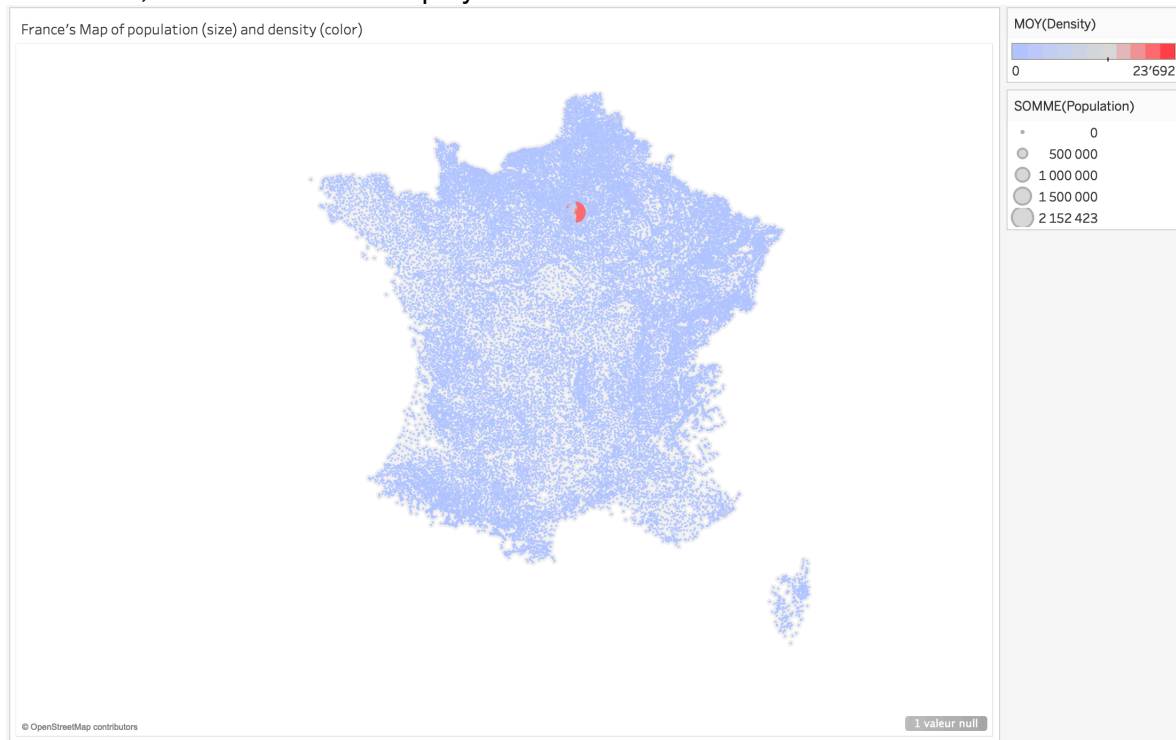 France's Map of population (size) and density (color)
MOY(Density)
0 23'692
SOMME(Population)
0
500 000
1 000 000
1 500 000
2 152 423
© OpenStreetMap contributors
1 valeur null